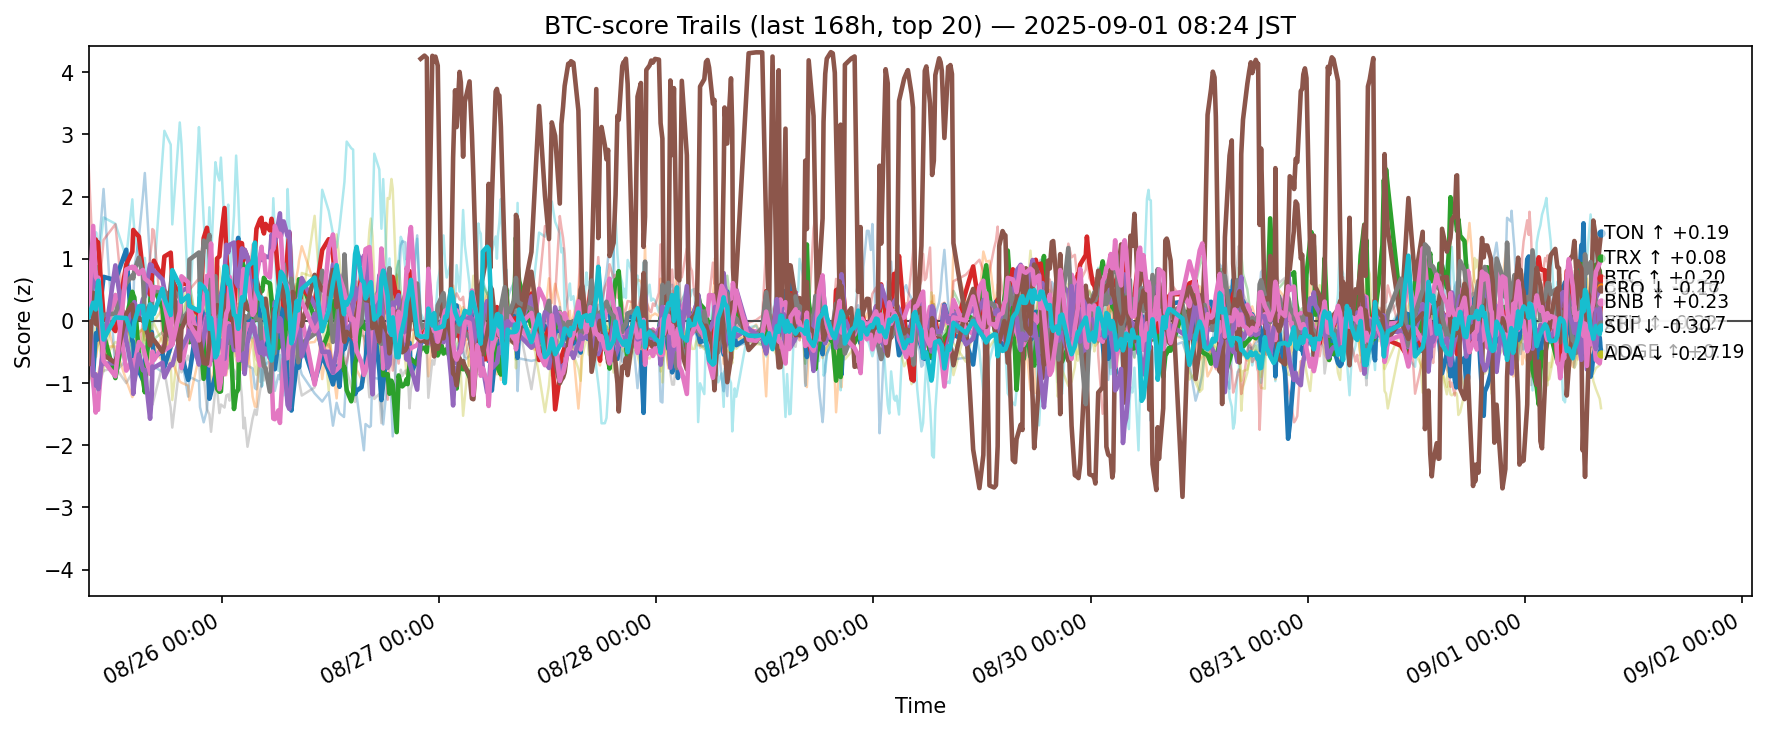 BTC-score Trails (last 168h, top 20) — 2025-09-01 08:24 JST
Score (z)
4
3
2
1
0
−1
−2
−3
−4
TON ↑ +0.19
TRX ↑ +0.08
BTC ↑ +0.20
CRO ↓ -0.17
BNB ↑ +0.23
SUI ↓ -0.30
DOGE ↑ +0.19
ADA ↓ -0.27
08/26 00:00
08/27 00:00
08/28 00:00
08/29 00:00
08/30 00:00
08/31 00:00
09/01 00:00
09/02 00:00
Time